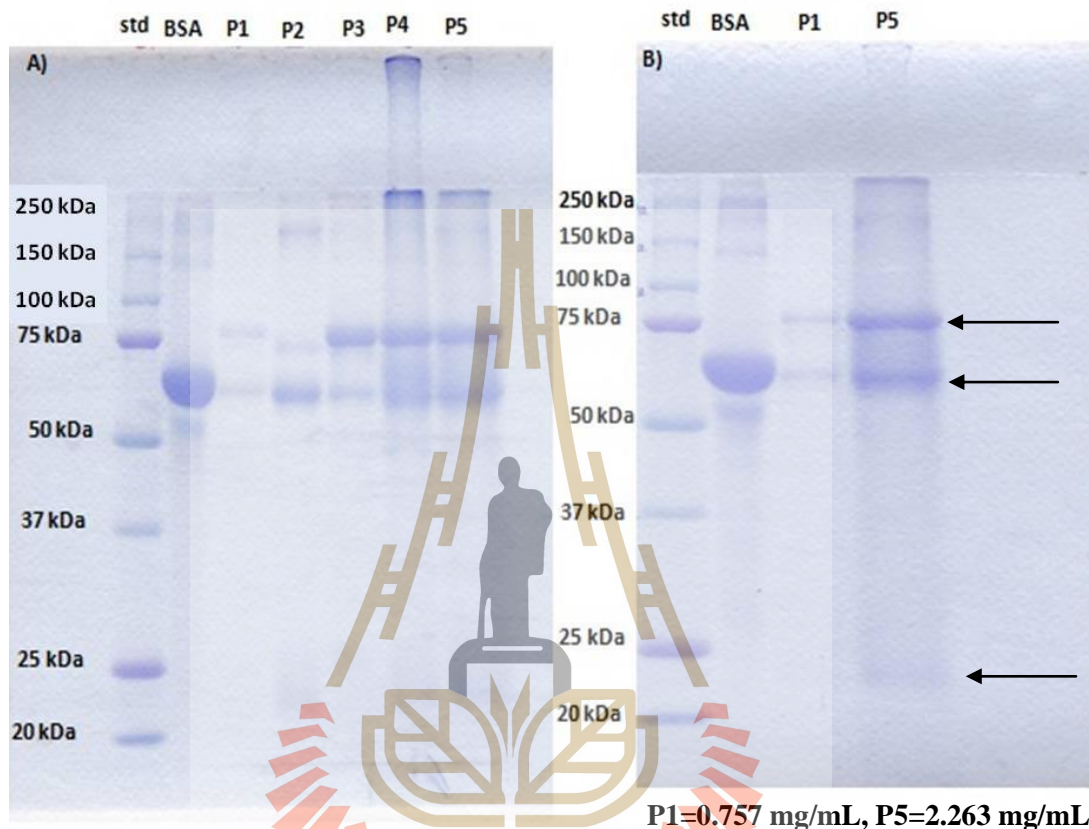 std BSA P1 P2 P3 P4 P5
A)
250 kDa
150 kDa
100 kDa
75 kDa
50 kDa
37 kDa
25 kDa
20 kDa
std BSA P1 P5
B)
250 kDa
150 kDa
100 kDa
75 kDa
50 kDa
37 kDa
25 kDa
20 kDa
P1=0.757 mg/mL, P5=2.263 mg/mL